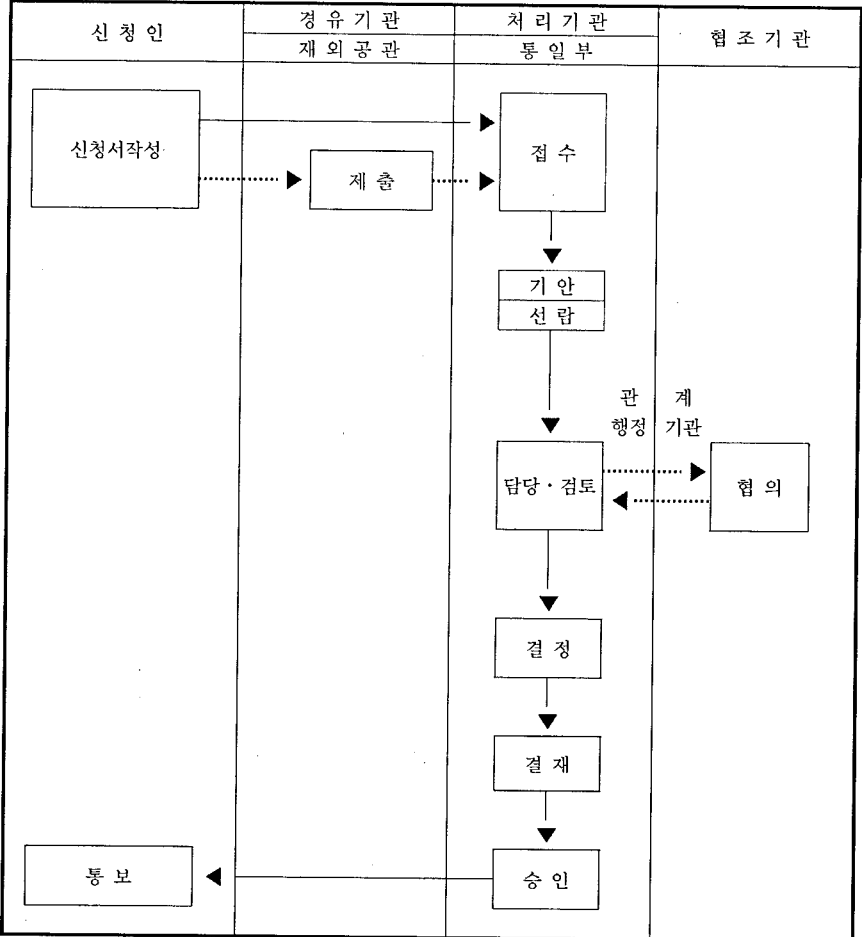 신 청 인
경 유 기 관
처 리 기 관
협 조 기 관
재 외 공 관
통 일 부
신청서작성
제 출
접 수
기 안
선 람
관 계
행정 기관
담당·검토
협 의
결 정
결 재
통 보
승 인